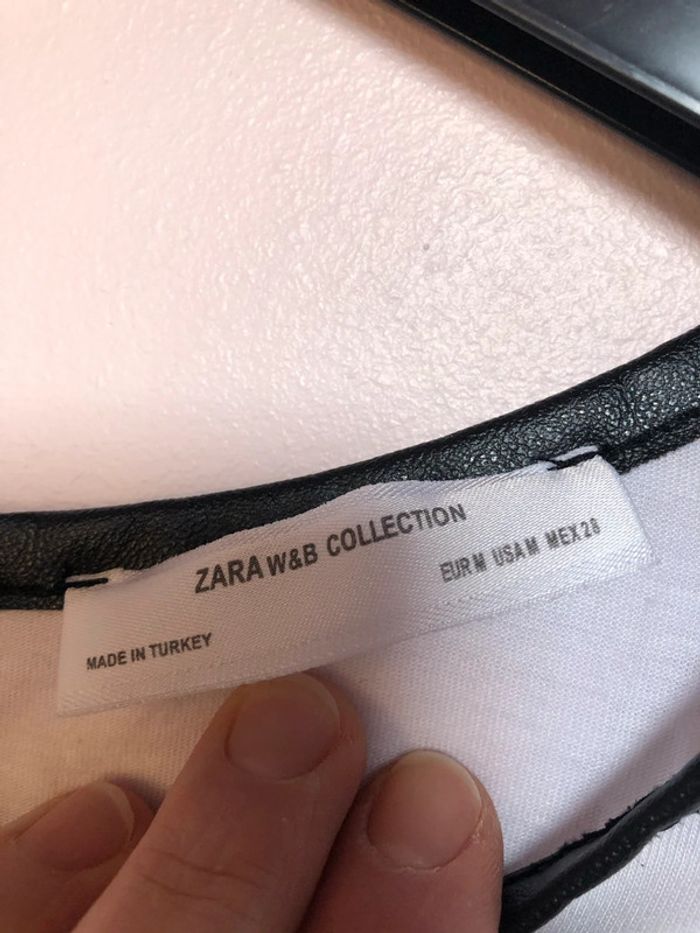 ZARA W&B COLLECTION
EUR M USA M MEX 28
MADE IN TURKEY